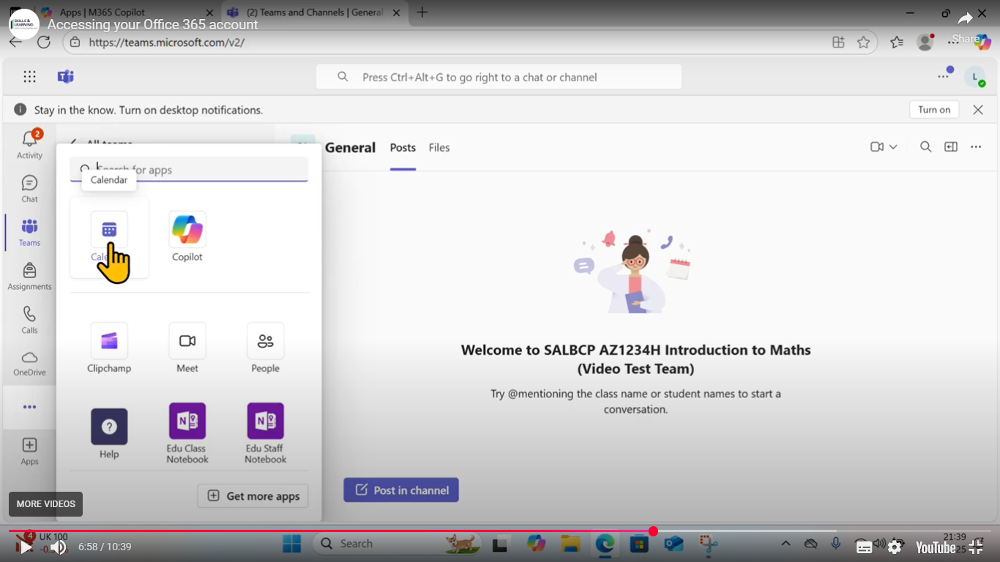 Apps | M365 Copilot
(2) Teams and Channels | General
SKILLS & LEARNING
Accessing your Office 365 account
Share
https://teams.microsoft.com/v2/
Press Ctrl+Alt+G to go right to a chat or channel
L
Stay in the know. Turn on desktop notifications.
Turn on
2
Activity
Chat
Teams
Assignments
Calls
OneDrive
Apps
All teams
Search for apps
Calendar
Copilot
Clipchamp
Meet
People
Help
Edu Class
Notebook
Edu Staff
Notebook
Get more apps
General
Posts
Files
Welcome to SALBCP AZ1234H Introduction to Maths
(Video Test Team)
Try @mentioning the class name or student names to start a
conversation.
Post in channel
MORE VIDEOS
4
UK 100
6:58 / 10:39
Search
21:39
YouTube